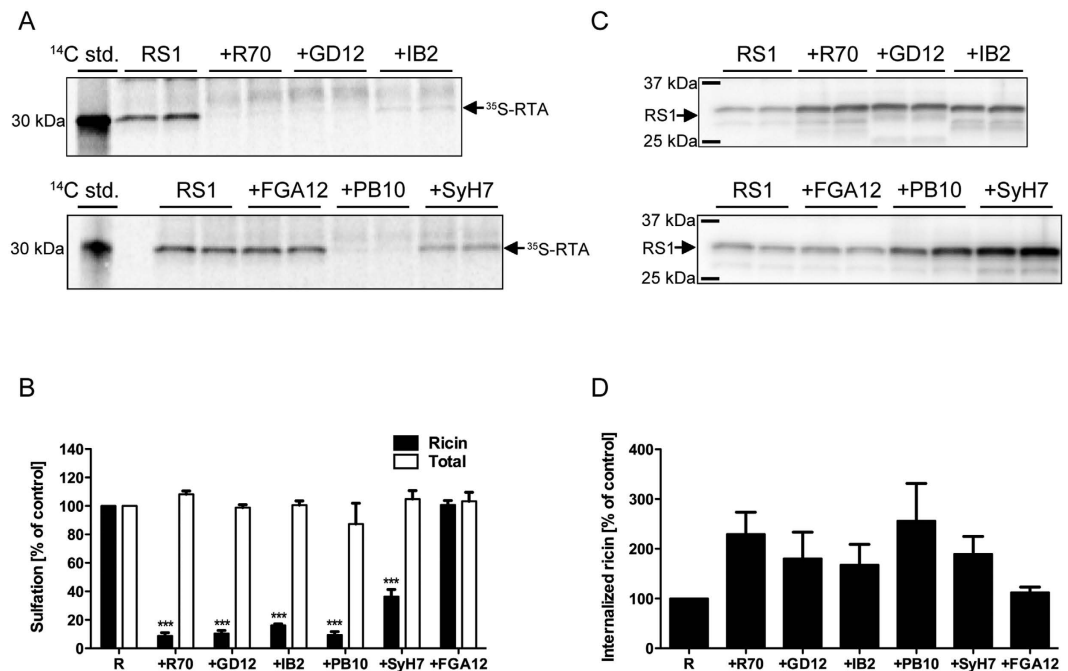 A
¹⁴C std. RS1 +R70 +GD12 +IB2
30 kDa
³⁵S-RTA
¹⁴C std. RS1 +FGA12 +PB10 +SyH7
30 kDa
³⁵S-RTA
C
RS1 +R70 +GD12 +IB2
37 kDa
RS1
25 kDa
RS1 +FGA12 +PB10 +SyH7
37 kDa
RS1
25 kDa
B
Sulfation [% of control]
140
120
100
80
60
40
20
0
Ricin
Total
*** *** *** *** ***
R +R70 +GD12 +IB2 +PB10 +SyH7 +FGA12
D
Internalized ricin [% of control]
400
300
200
100
0
R +R70 +GD12 +IB2 +PB10 +SyH7 +FGA12